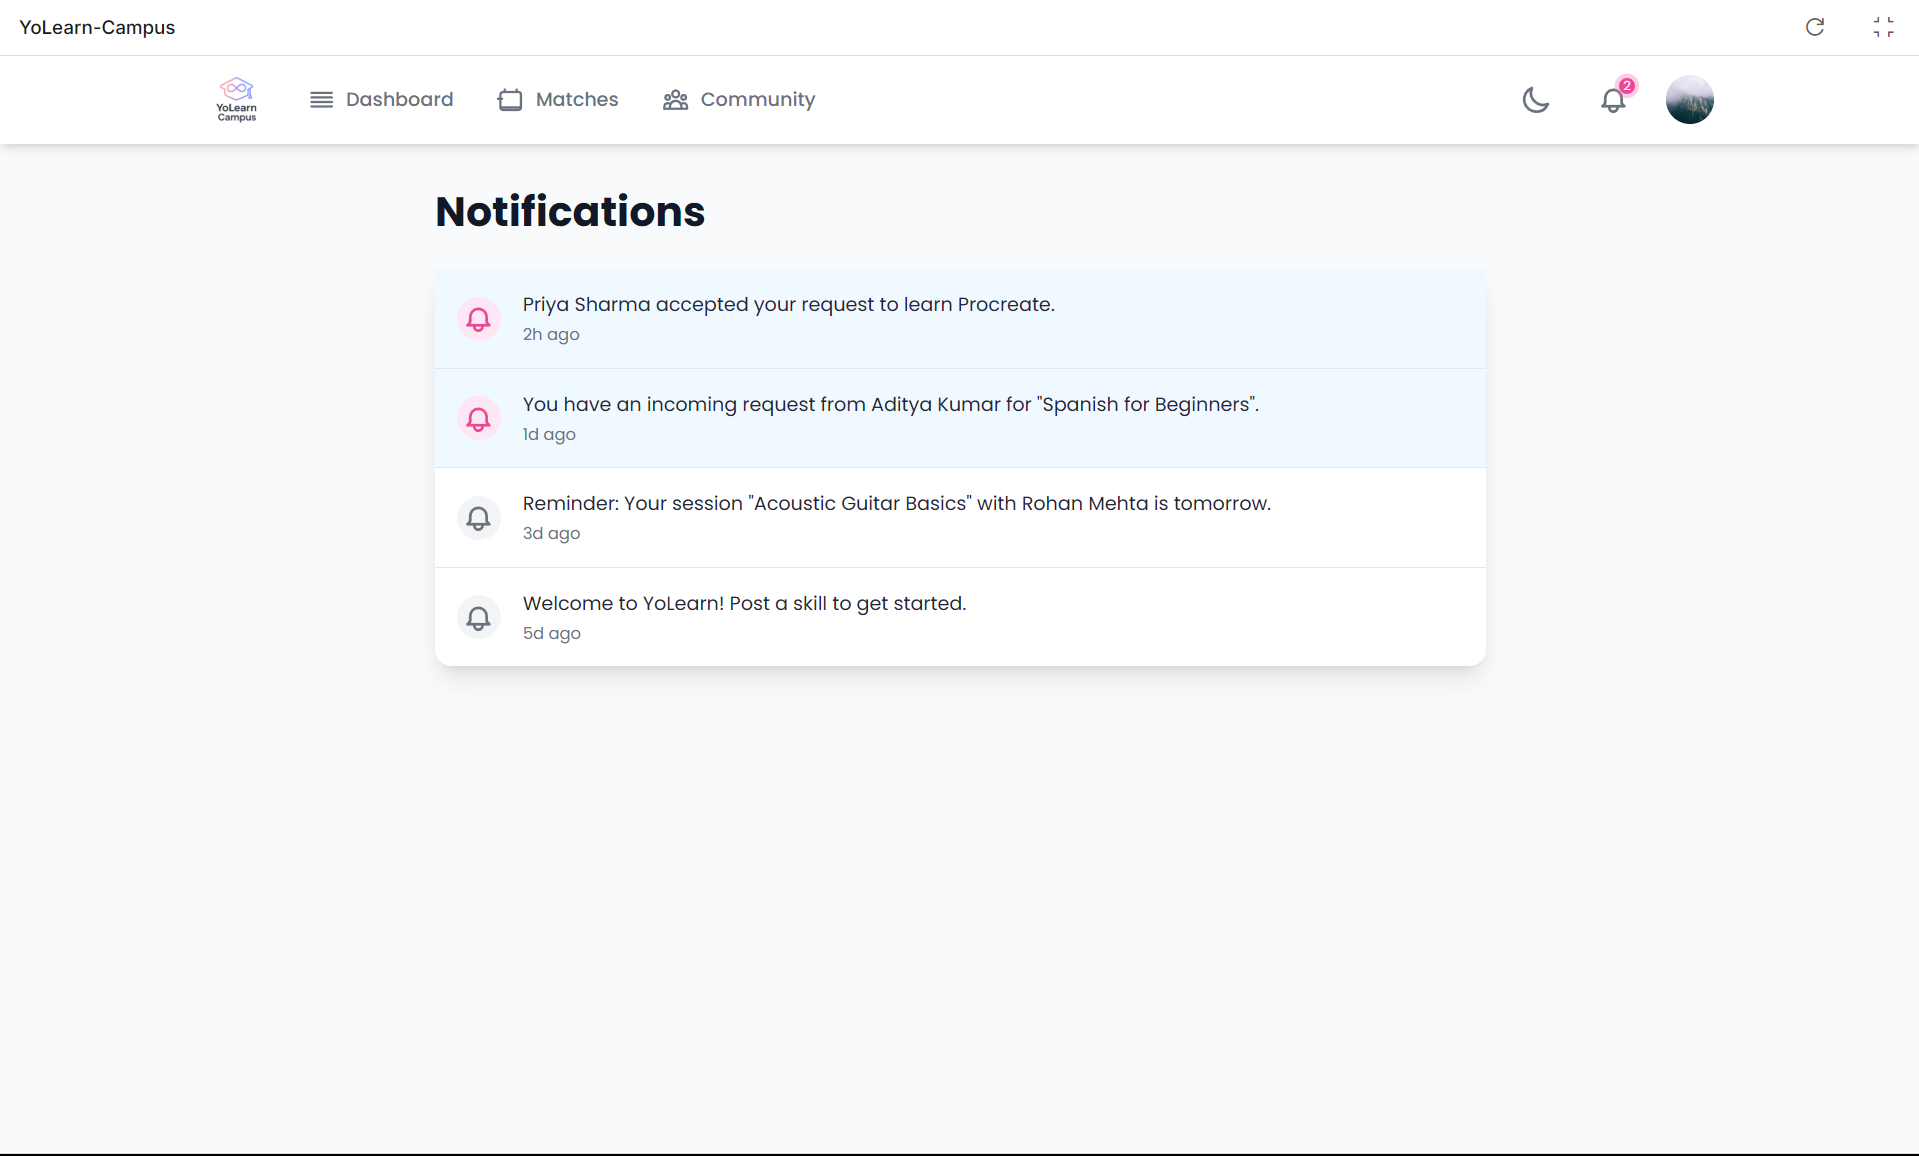 YoLearn-Campus
YoLearn
Campus
Dashboard
Matches
Community
2
Notifications
Priya Sharma accepted your request to learn Procreate.
2h ago
You have an incoming request from Aditya Kumar for "Spanish for Beginners".
1d ago
Reminder: Your session "Acoustic Guitar Basics" with Rohan Mehta is tomorrow.
3d ago
Welcome to YoLearn! Post a skill to get started.
5d ago